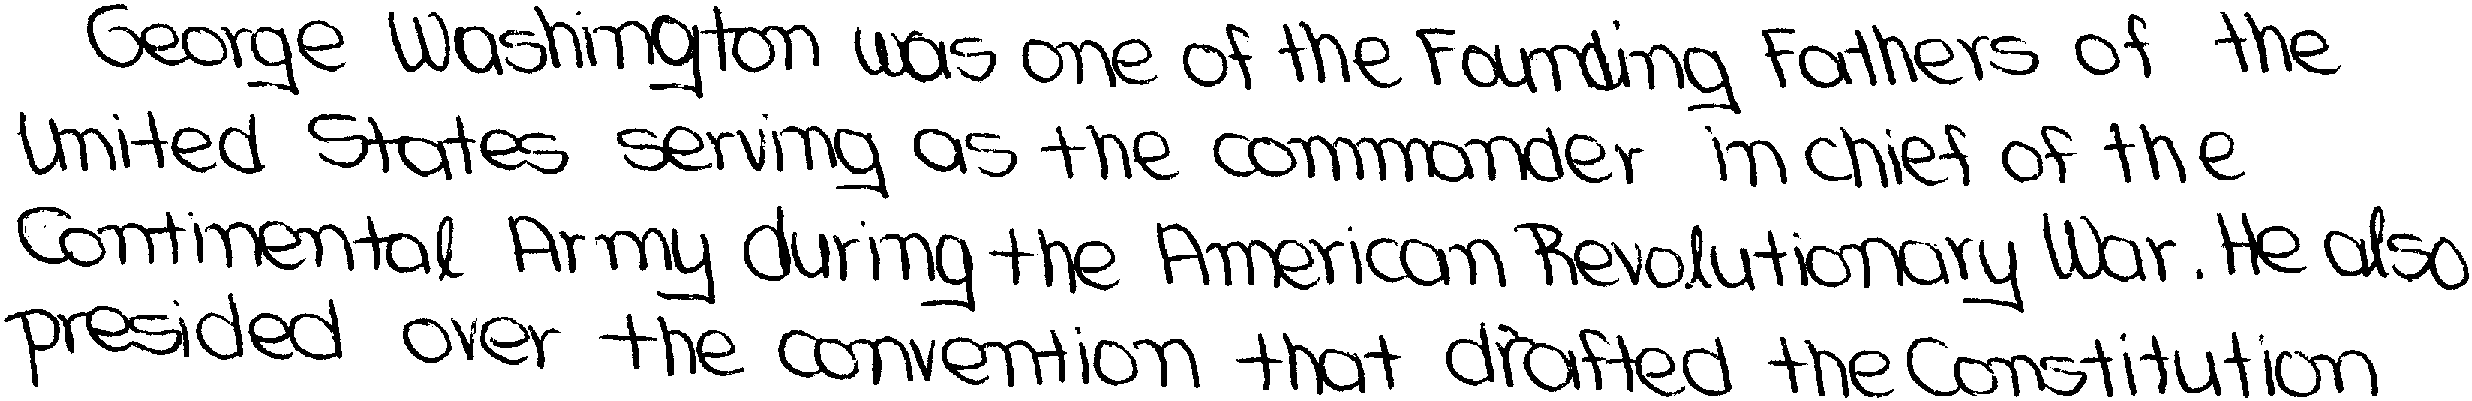 George Washington was one of the Founding Fathers of the
United States serving as the commander in chief of the
Continental Army during the American Revolutionary War. He also
presided over the convention that drafted the Constitution